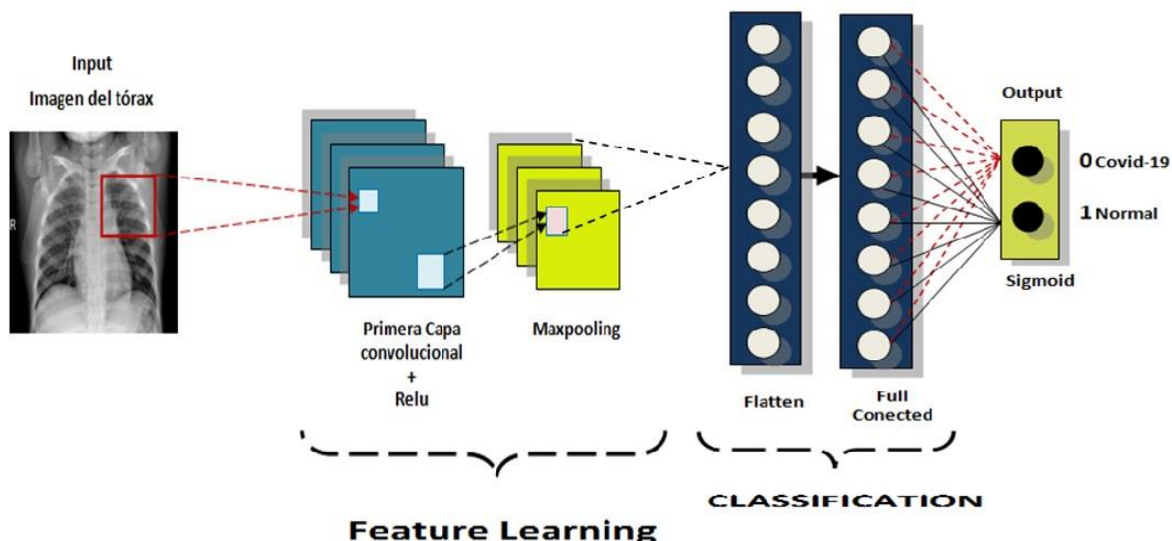 Input
Imagen del tórax
R
Primera Capa
convolucional
+
Relu
Maxpooling
Flatten
Full
Conected
Output
0 Covid-19
1 Normal
Sigmoid
Feature Learning
CLASSIFICATION